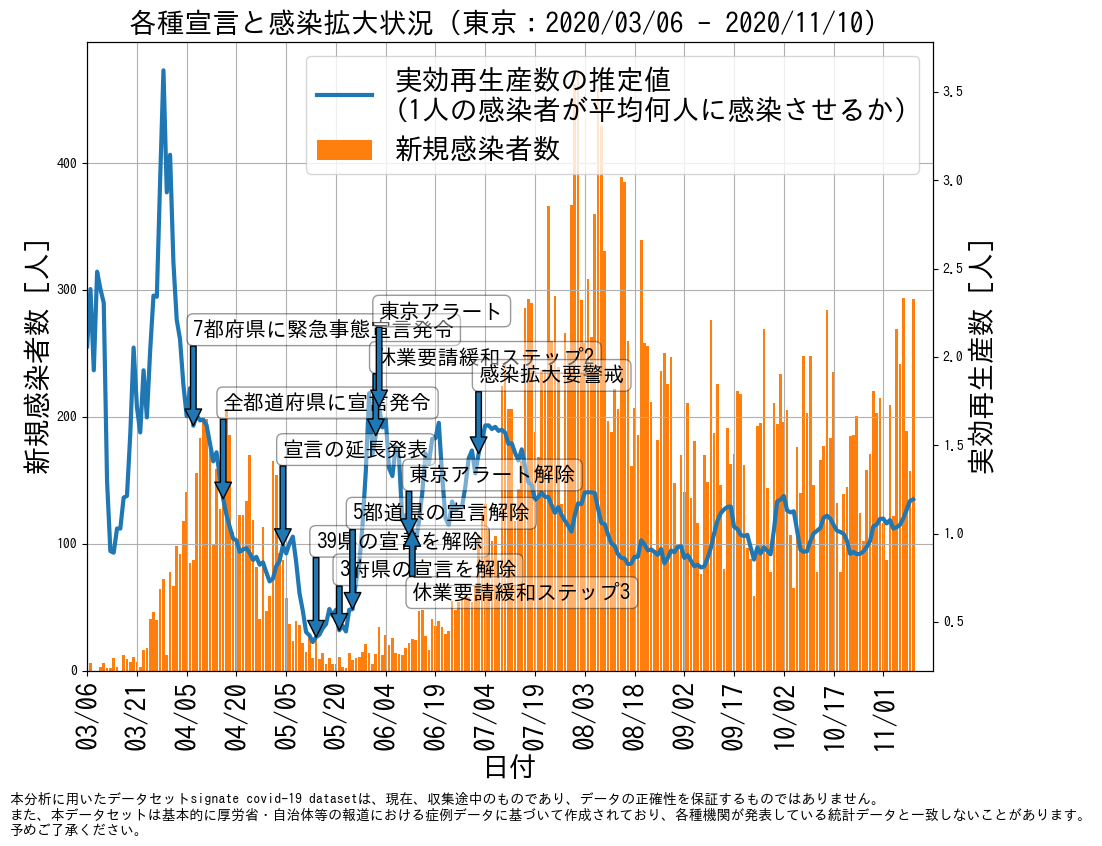 各種宣言と感染拡大状況 (東京：2020/03/06 - 2020/11/10)
実効再生産数の推定値
(1人の感染者が平均何人に感染させるか)
新規感染者数
新規感染者数 [人]
実効再生産数 [人]
400
300
200
100
0
3.5
3.0
2.5
2.0
1.5
1.0
0.5
東京アラート
7都府県に緊急事態宣言発令
休業要請緩和ステップ2
感染拡大要警戒
全都道府県に宣言発令
宣言の延長発表
東京アラート解除
5都道県の宣言解除
39県の宣言を解除
3府県の宣言を解除
休業要請緩和ステップ3
03/06
03/21
04/05
04/20
05/05
05/20
06/04
06/19
07/04
07/19
08/03
08/18
09/02
09/17
10/02
10/17
11/01
日付
本分析に用いたデータセットsignate covid-19 datasetは、現在、収集途中のものであり、データの正確性を保証するものではありません。
また、本データセットは基本的に厚労省・自治体等の報道における症例データに基づいて作成されており、各種機関が発表している統計データと一致しないことがあります。
予めご了承ください。